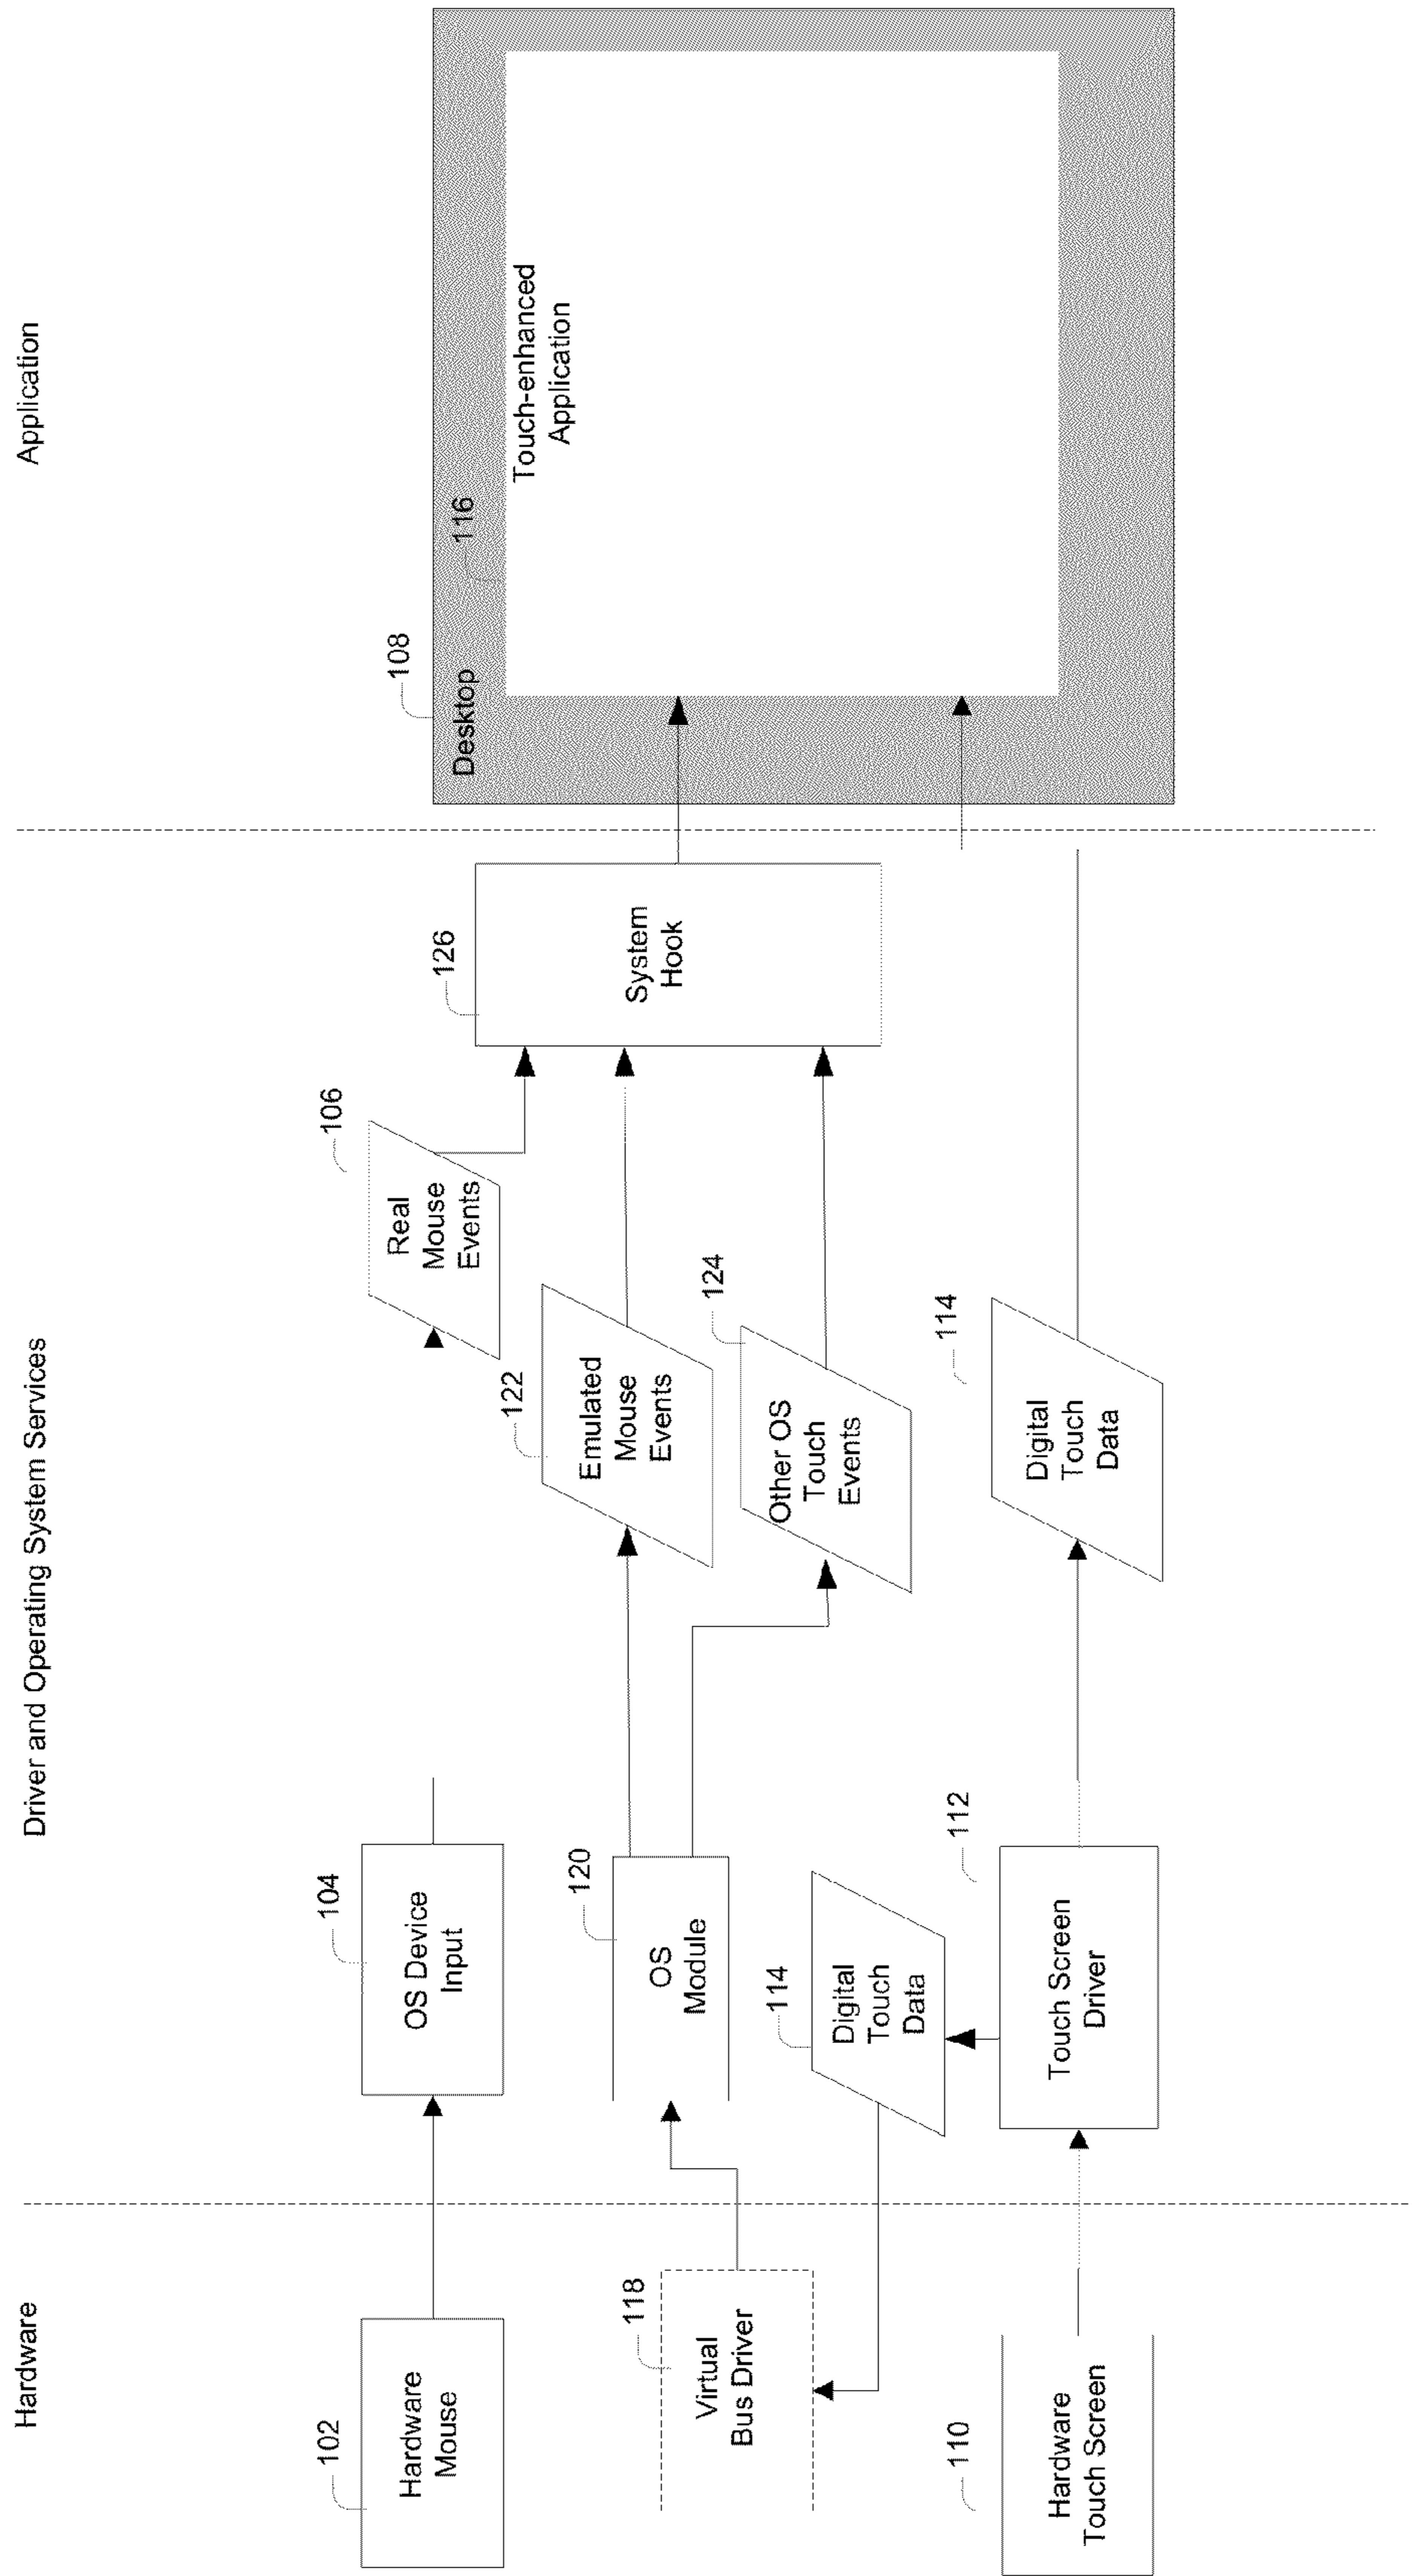 Hardware
Driver and Operating System Services
Application
102
Hardware
Mouse
104
OS Device
Input
106
Real
Mouse
Events
108
Desktop
116
Touch-enhanced
Application
118
Virtual
Bus Driver
120
OS
Module
122
Emulated
Mouse
Events
124
Other OS
Touch
Events
126
System
Hook
110
Hardware
Touch Screen
112
Touch Screen
Driver
114
Digital
Touch
Data
114
Digital
Touch
Data